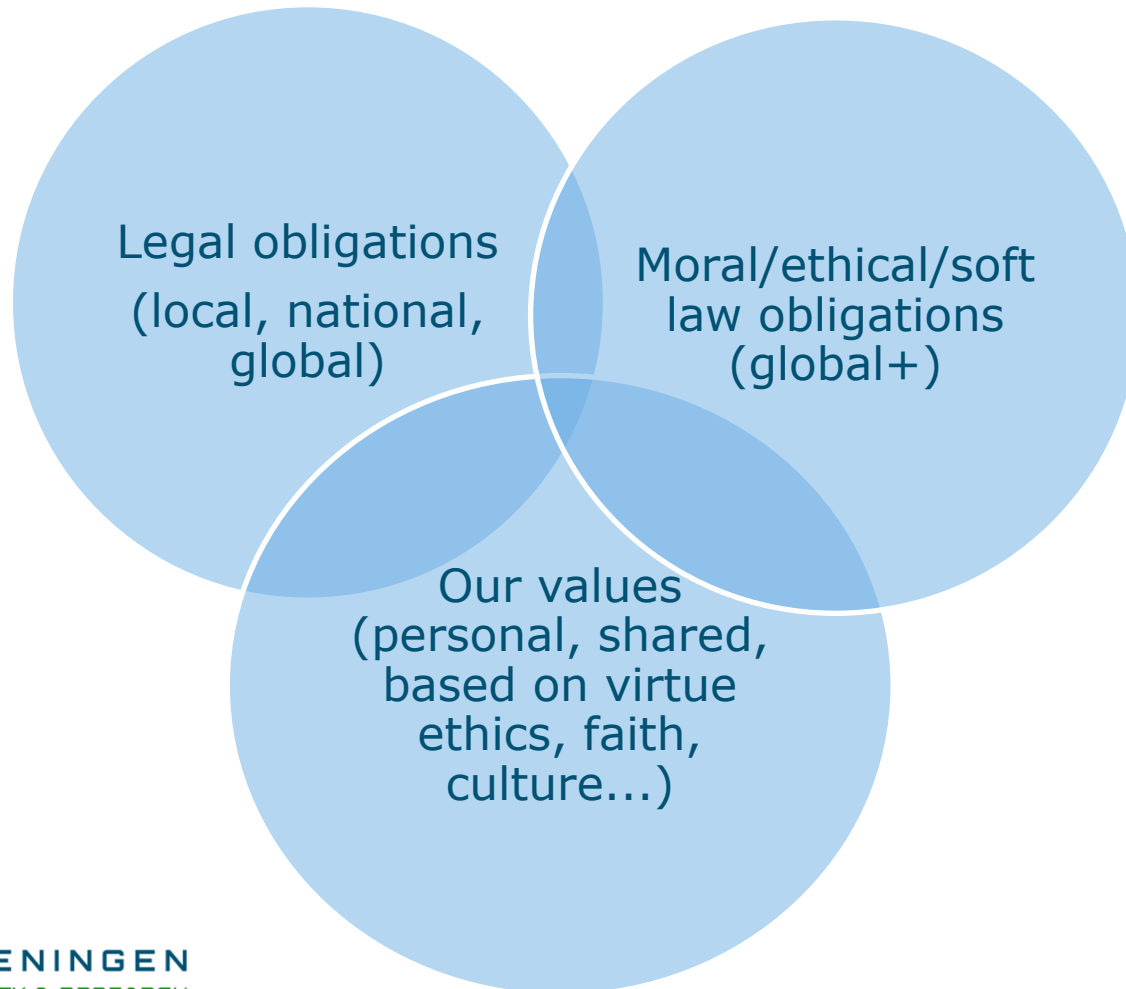 Legal obligations
(local, national,
global)
Moral/ethical/soft
law obligations
(global+)
Our values
(personal, shared,
based on virtue
ethics, faith,
culture...)
ENINGEN